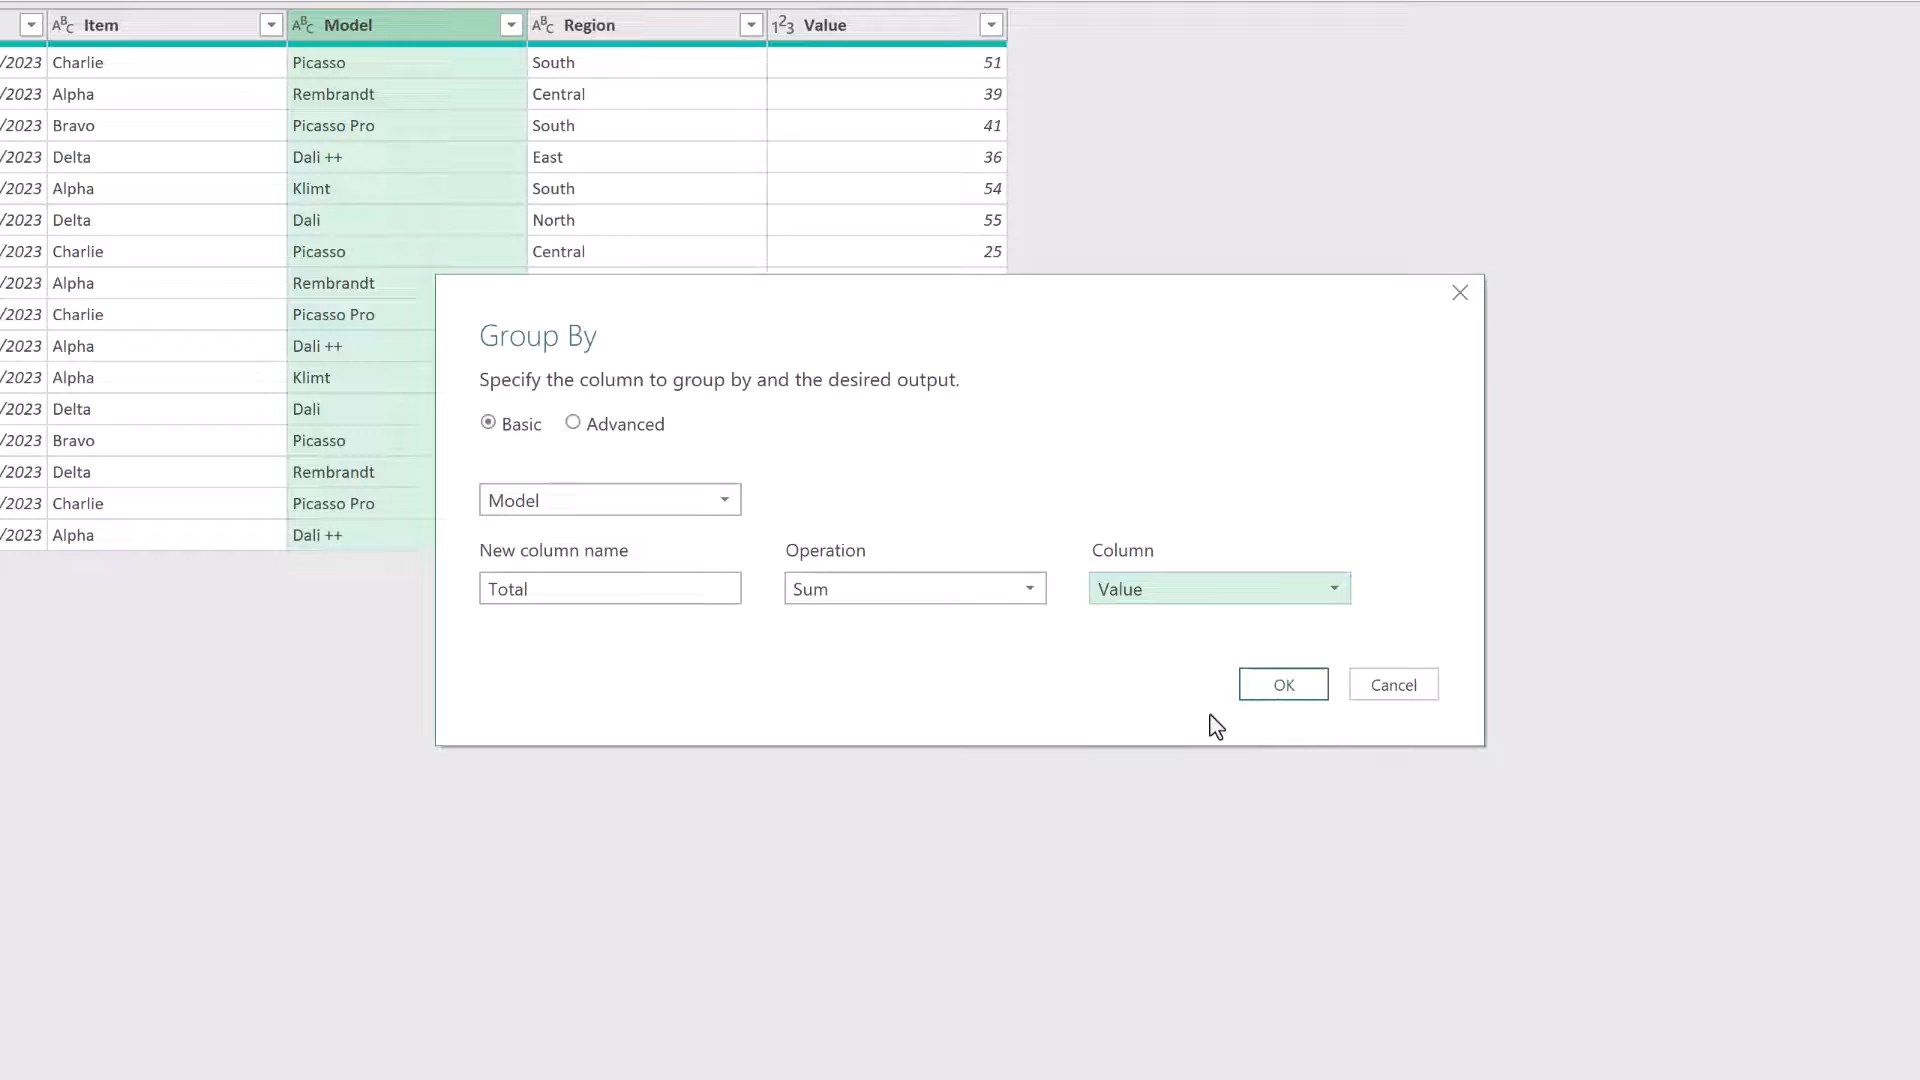 ABC Item ABC Model ABC Region 123 Value
/2023 Charlie Picasso South 51
/2023 Alpha Rembrandt Central 39
/2023 Bravo Picasso Pro South 41
/2023 Delta Dali ++ East 36
/2023 Alpha Klimt South 54
/2023 Delta Dali North 55
/2023 Charlie Picasso Central 25
/2023 Alpha Rembrandt
/2023 Charlie Picasso Pro
/2023 Alpha Dali ++
/2023 Alpha Klimt
/2023 Delta Dali
/2023 Bravo Picasso
/2023 Delta Rembrandt
/2023 Charlie Picasso Pro
/2023 Alpha Dali ++
Group By
Specify the column to group by and the desired output.
Basic Advanced
Model
New column name Operation Column
Total Sum Value
OK Cancel